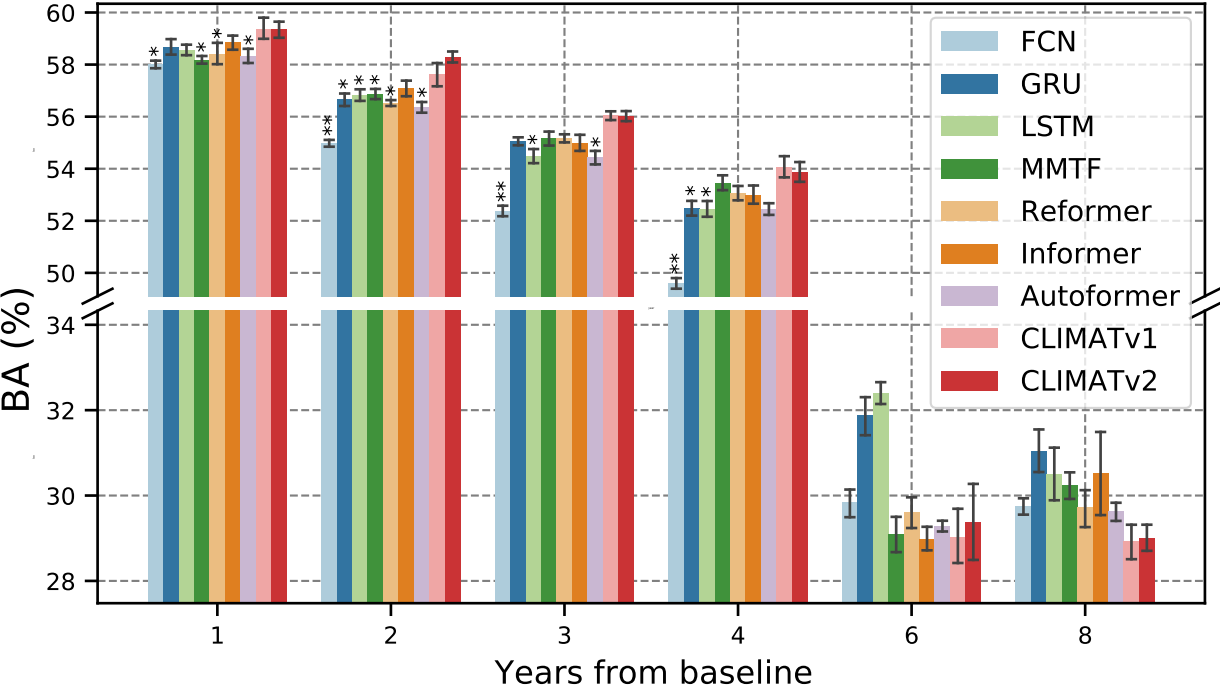 60
58
56
54
52
50
34
32
30
28
BA (%)
*
*
*
*
**
*
*
*
*
*
**
*
*
**
*
*
FCN
GRU
LSTM
MMTF
Reformer
Informer
Autoformer
CLIMATv1
CLIMATv2
1 2 3 4 6 8
Years from baseline